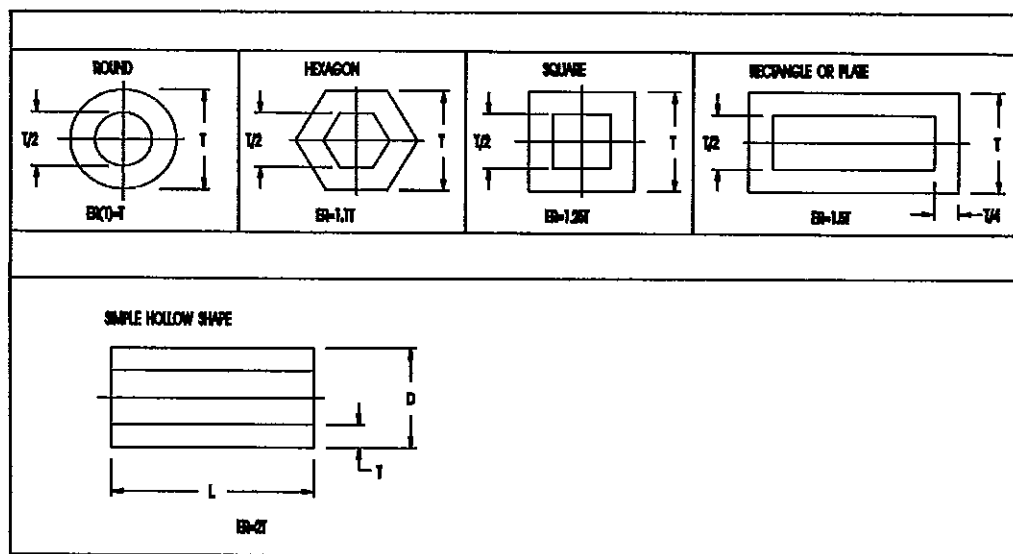 ROUND
T/2
T
ER(1)=T
HEXAGON
T/2
T
ER=1.1T
SQUARE
T/2
T
ER=1.25T
RECTANGLE OR PLATE
T/2
T
T/4
ER=1.5T
SIMPLE HOLLOW SHAPE
D
T
L
ER=2T